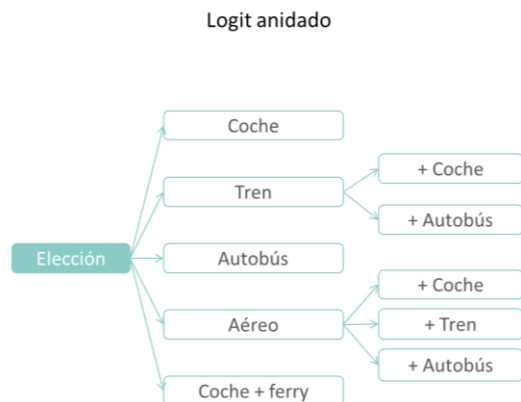 Logit anidado
Coche
+ Coche
Tren
+ Autobús
Elección
Autobús
+ Coche
Aéreo
+ Tren
+ Autobús
Coche + ferry